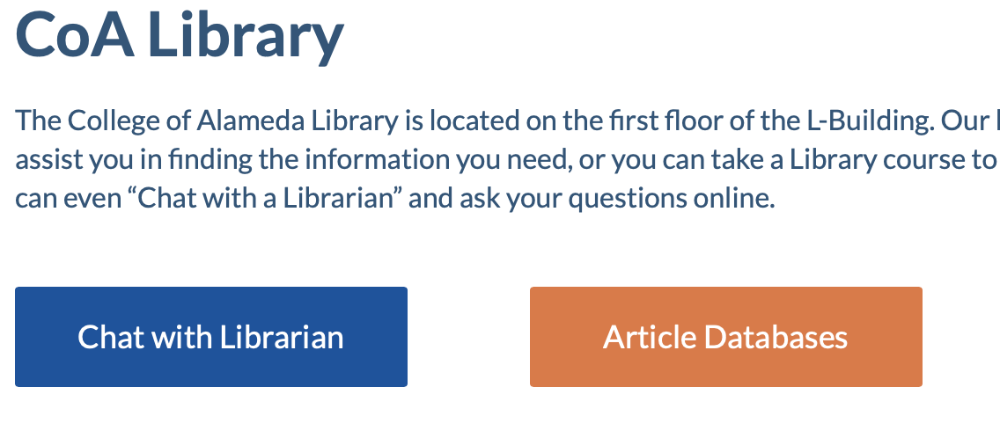 CoA Library
The College of Alameda Library is located on the first floor of the L-Building. Our
assist you in finding the information you need, or you can take a Library course to
can even “Chat with a Librarian” and ask your questions online.
Chat with Librarian
Article Databases